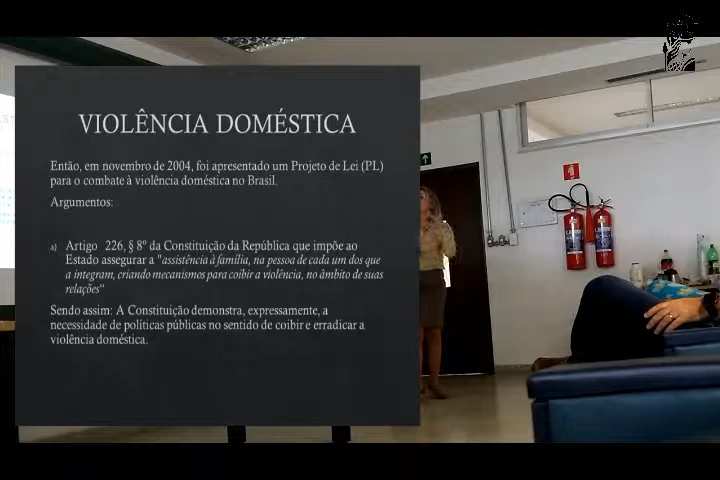 VIOLÊNCIA DOMÉSTICA
Então, em novembro de 2004, foi apresentado um Projeto de Lei (PL)
para o combate à violência doméstica no Brasil.
Argumentos:
a) Artigo 226, § 8º da Constituição da República que impõe ao
Estado assegurar a "assistência à família, na pessoa de cada um dos que
a integram, criando mecanismos para coibir a violência, no âmbito de suas
relações“
Sendo assim: A Constituição demonstra, expressamente, a
necessidade de políticas públicas no sentido de coibir e erradicar a
violência doméstica.